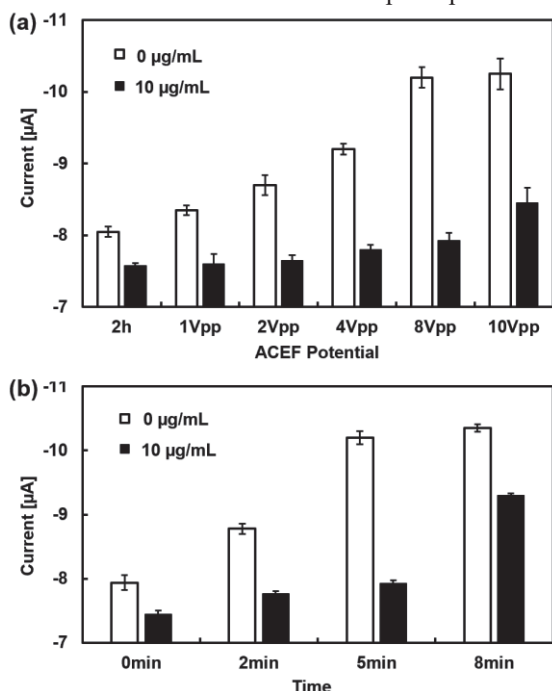 (a)
-11
0 µg/mL
10 µg/mL
-10
-9
-8
-7
Current [µA]
2h 1Vpp 2Vpp 4Vpp 8Vpp 10Vpp
ACEF Potential
(b)
-11
0 µg/mL
10 µg/mL
-10
-9
-8
-7
Current [µA]
0min 2min 5min 8min
Time